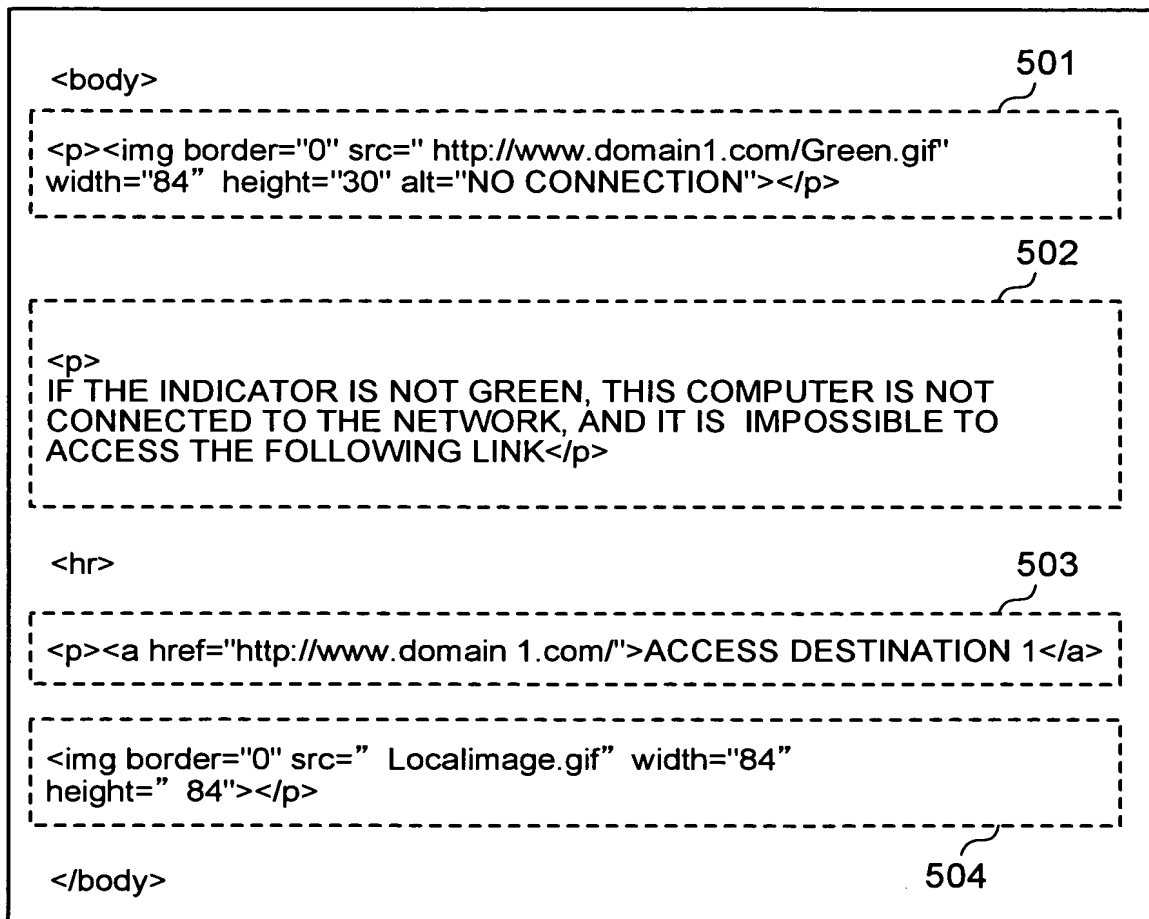 <body>
501
<p><img border="0" src=" http://www.domain1.com/Green.gif"
width="84” height="30" alt="NO CONNECTION"></p>
502
<p>
IF THE INDICATOR IS NOT GREEN, THIS COMPUTER IS NOT
CONNECTED TO THE NETWORK, AND IT IS IMPOSSIBLE TO
ACCESS THE FOLLOWING LINK</p>
<hr>
503
<p><a href="http://www.domain 1.com/">ACCESS DESTINATION 1</a>
<img border="0" src=” Localimage.gif” width="84”
height=” 84"></p>
504
</body>